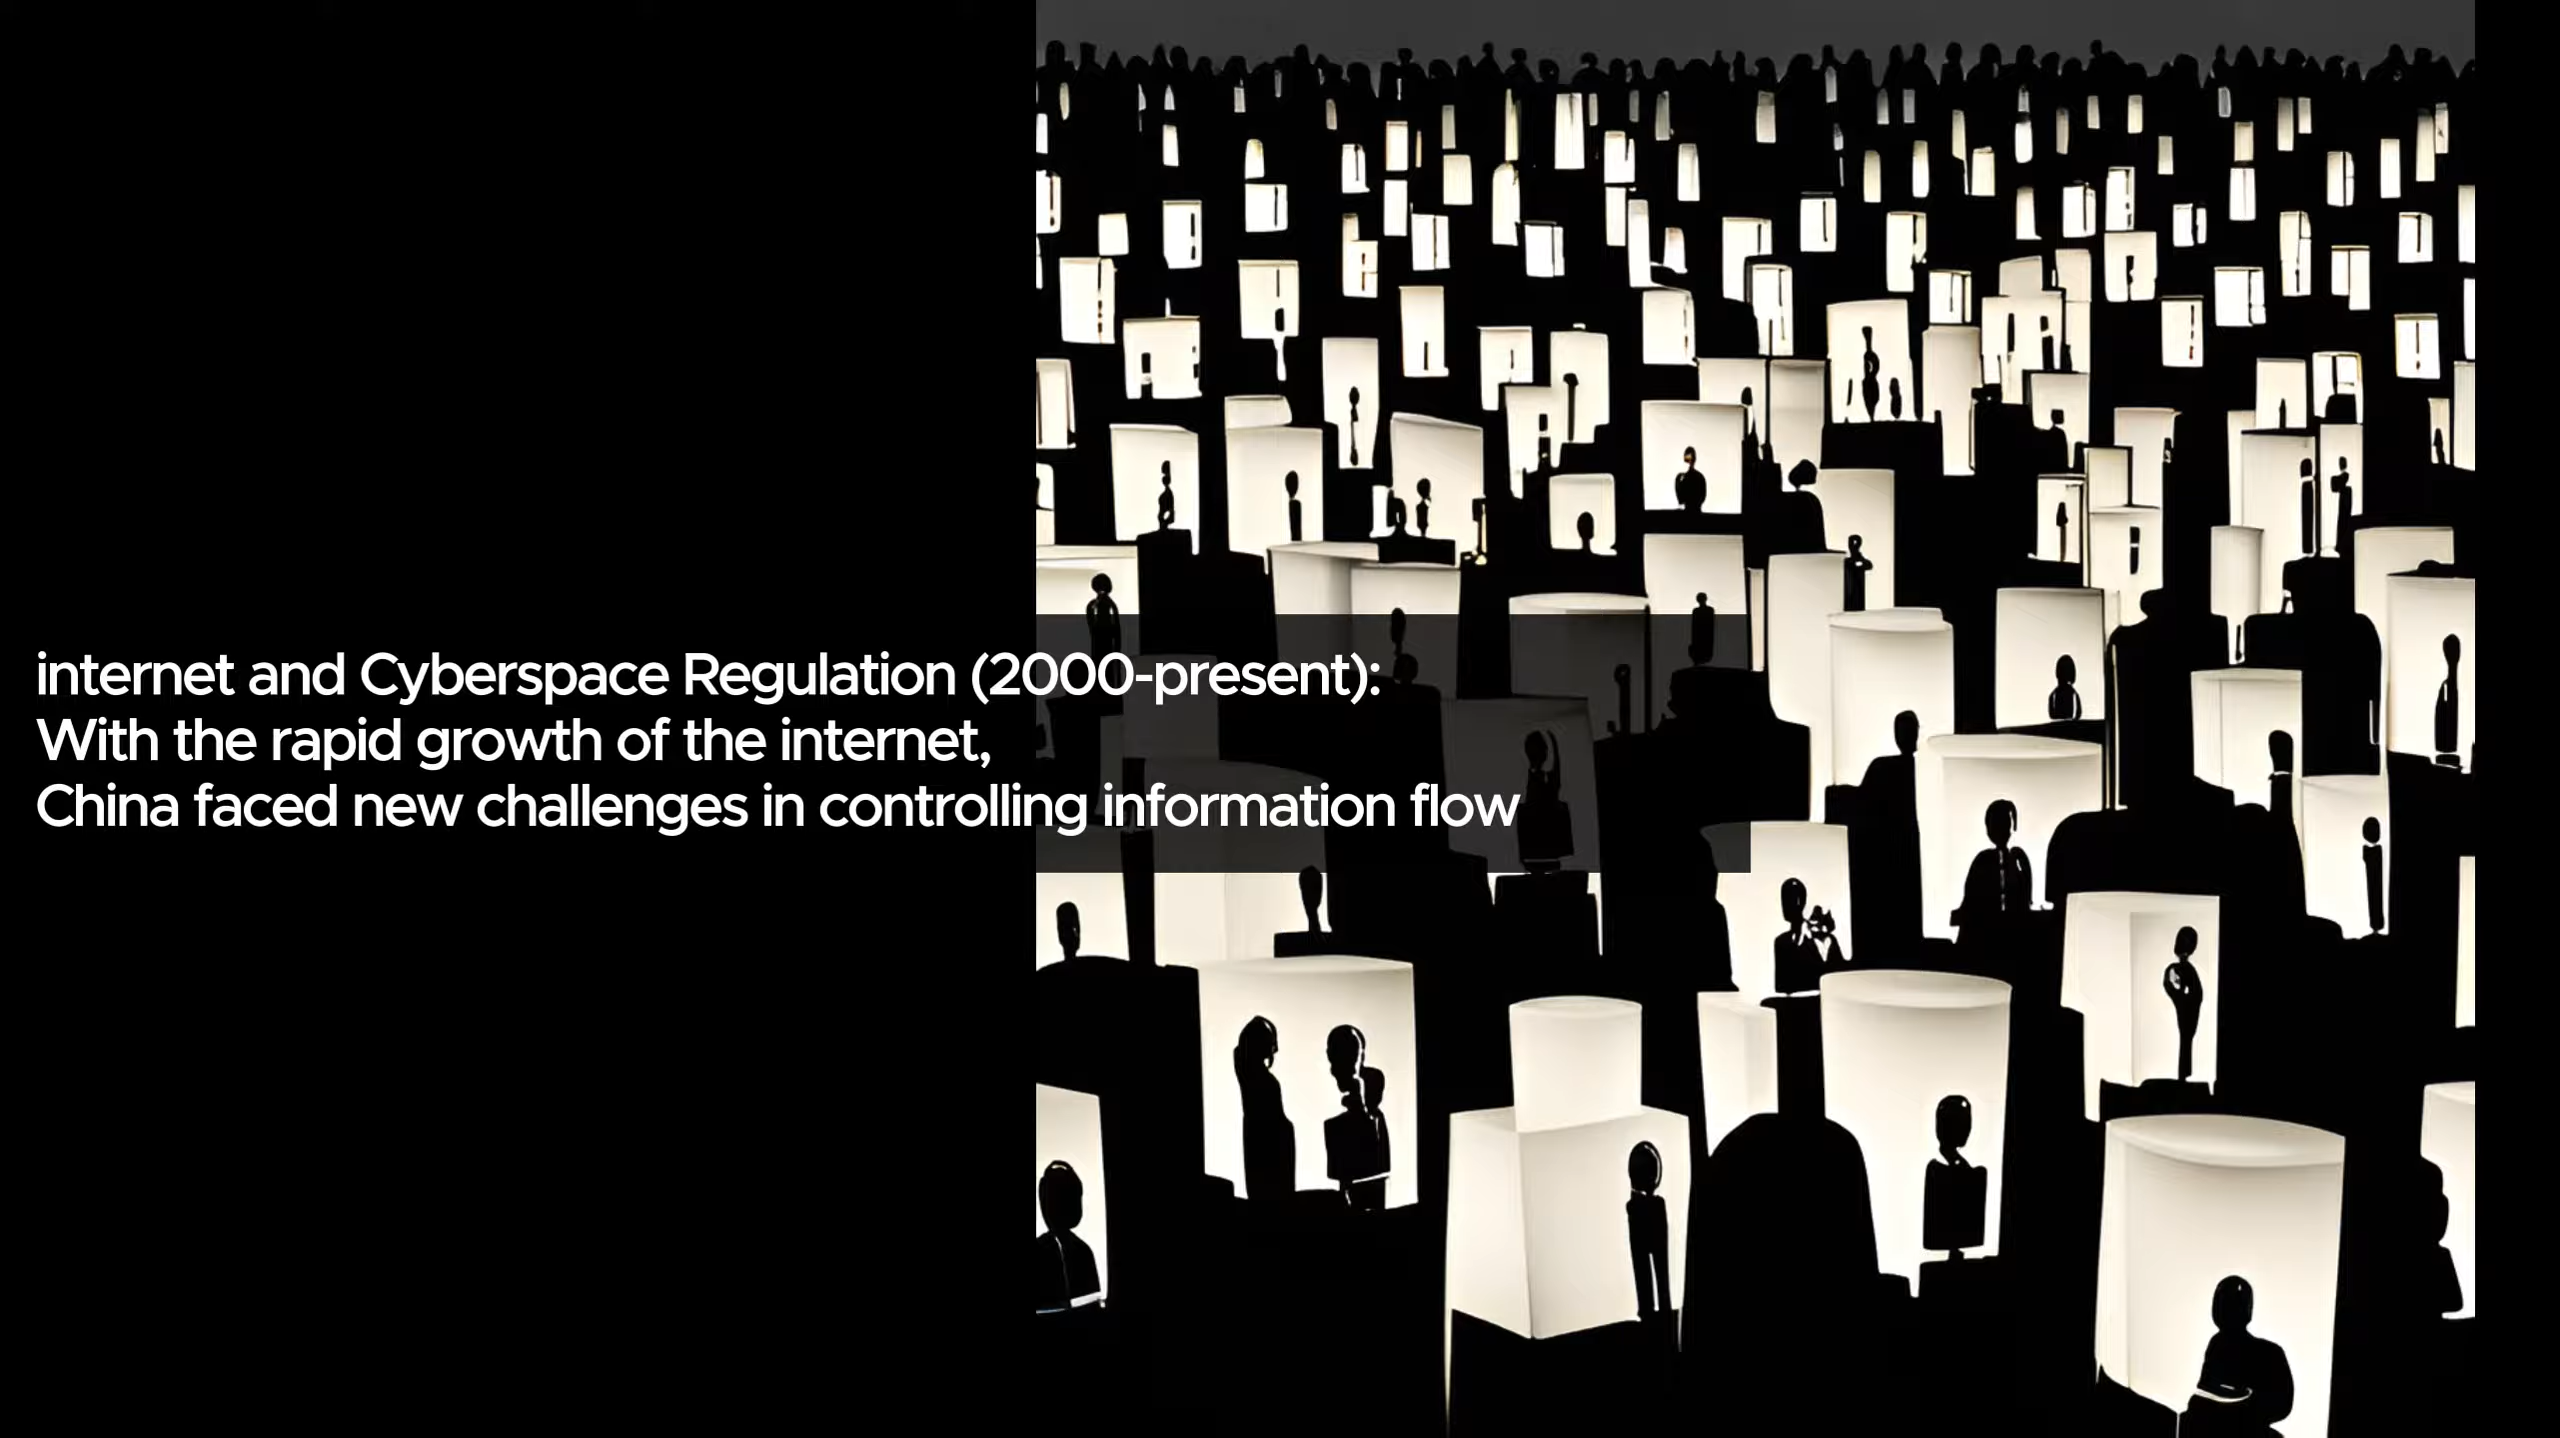 internet and Cyberspace Regulation (2000-present):
With the rapid growth of the internet,
China faced new challenges in controlling information flow